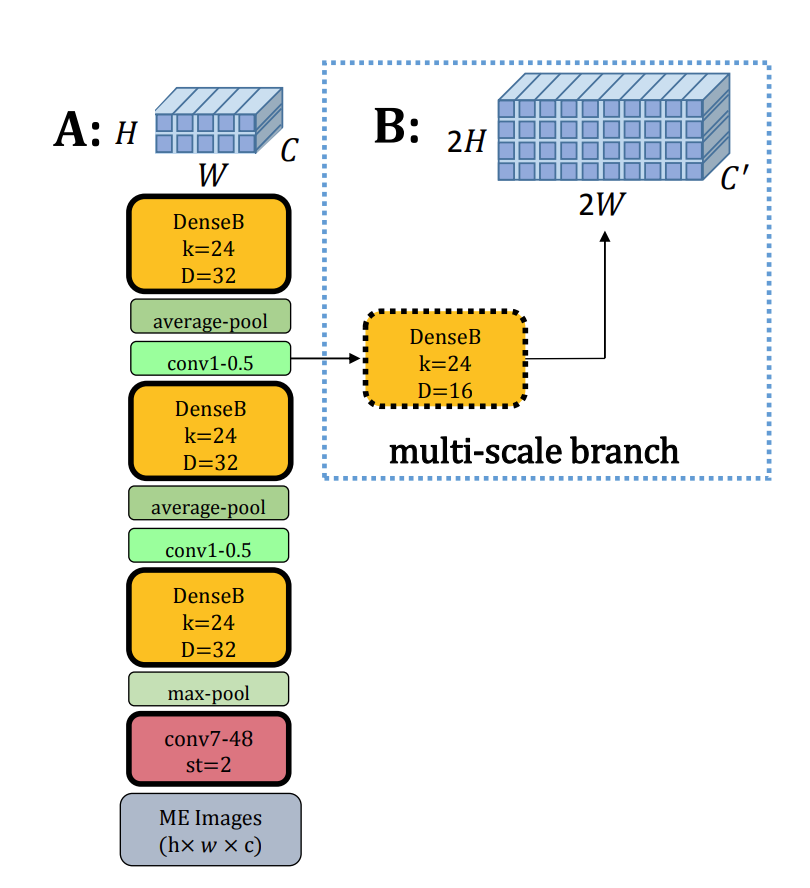 A:
H
W
C
DenseB
k=24
D=32
average-pool
conv1-0.5
DenseB
k=24
D=32
average-pool
conv1-0.5
DenseB
k=24
D=32
max-pool
conv7-48
st=2
ME Images
(h× w × c)
B:
2H
2W
C′
DenseB
k=24
D=16
multi-scale branch